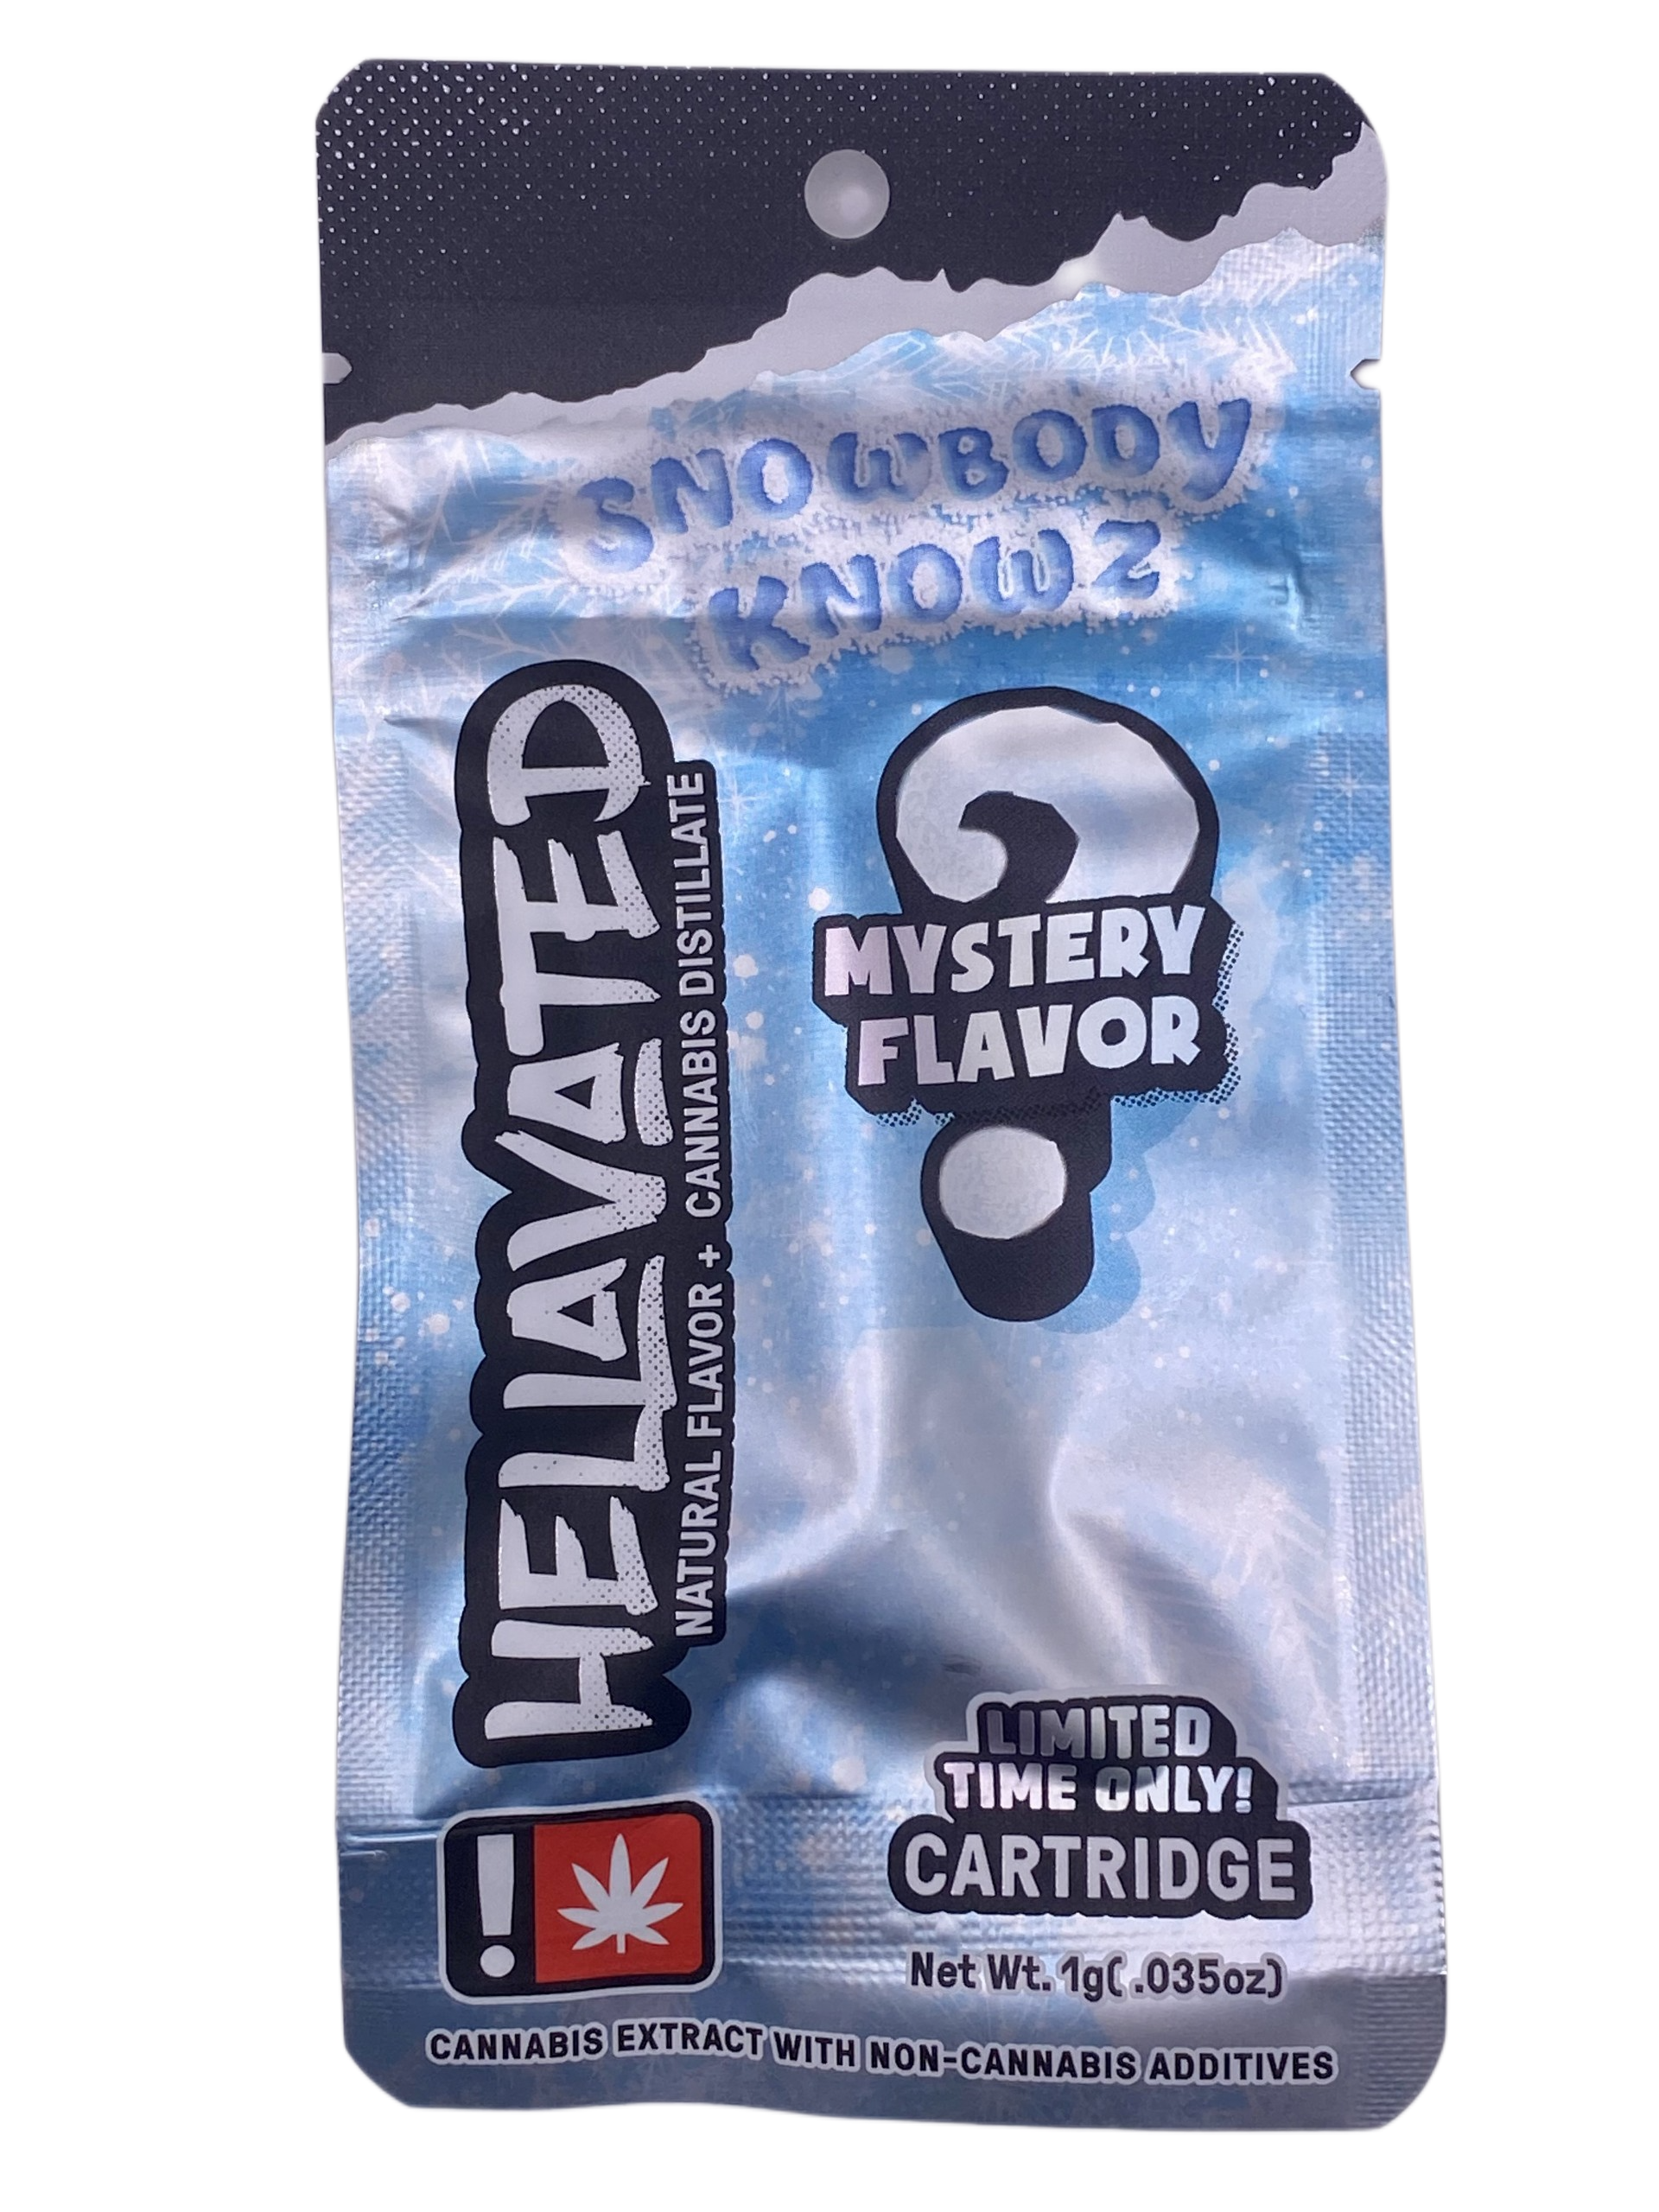 SNOWBODY
KNOWZ
HELLAVATED
NATURAL FLAVOR + CANNABIS DISTILLATE
MYSTERY
FLAVOR
LIMITED
TIME ONLY!
CARTRIDGE
!
Net Wt. 1g( .035oz)
CANNABIS EXTRACT WITH NON-CANNABIS ADDITIVES